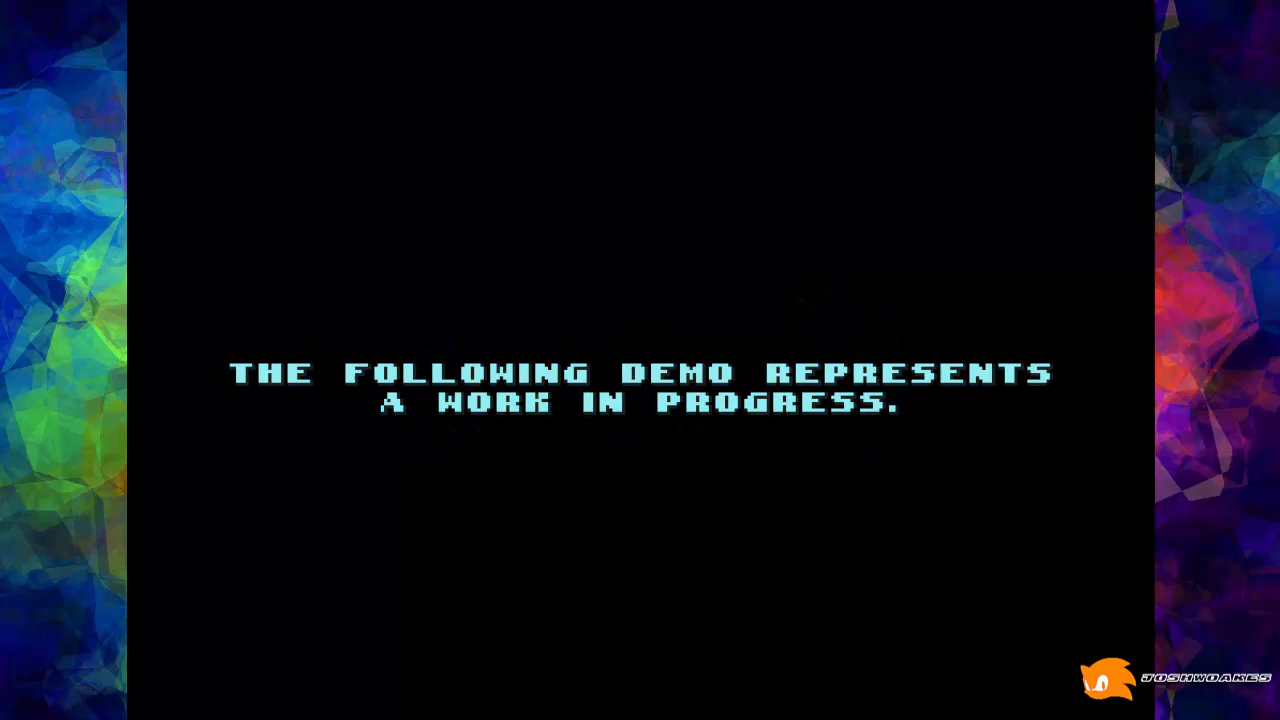 THE FOLLOWING DEMO REPRESENTS
A WORK IN PROGRESS.
JOSHWOAKES